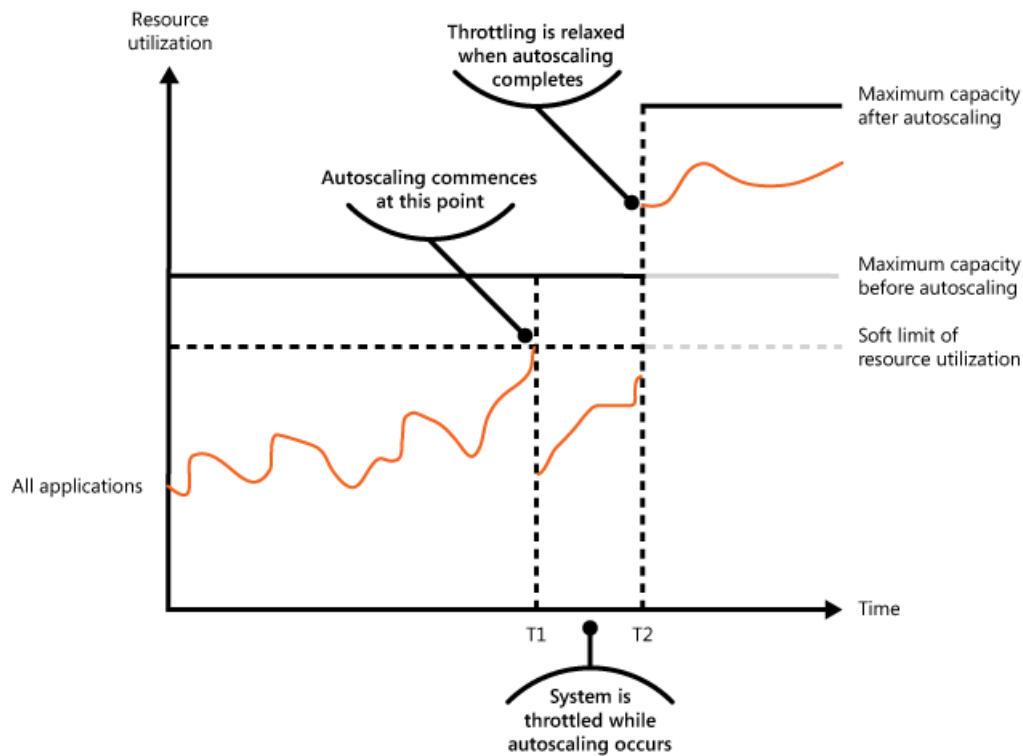 Resource
utilization
Throttling is relaxed
when autoscaling
completes
Maximum capacity
after autoscaling
Autoscaling commences
at this point
Maximum capacity
before autoscaling
Soft limit of
resource utilization
All applications
Time
T1
T2
System is
throttled while
autoscaling occurs